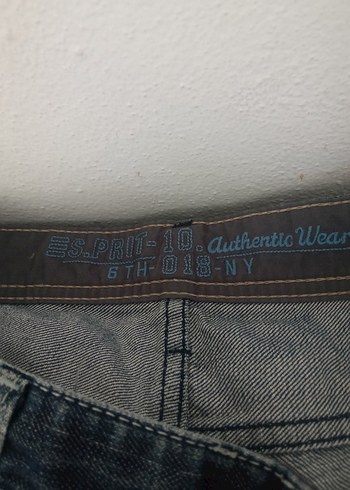 ES.PRIT-10. Authentic Wear
6TH-018-NY